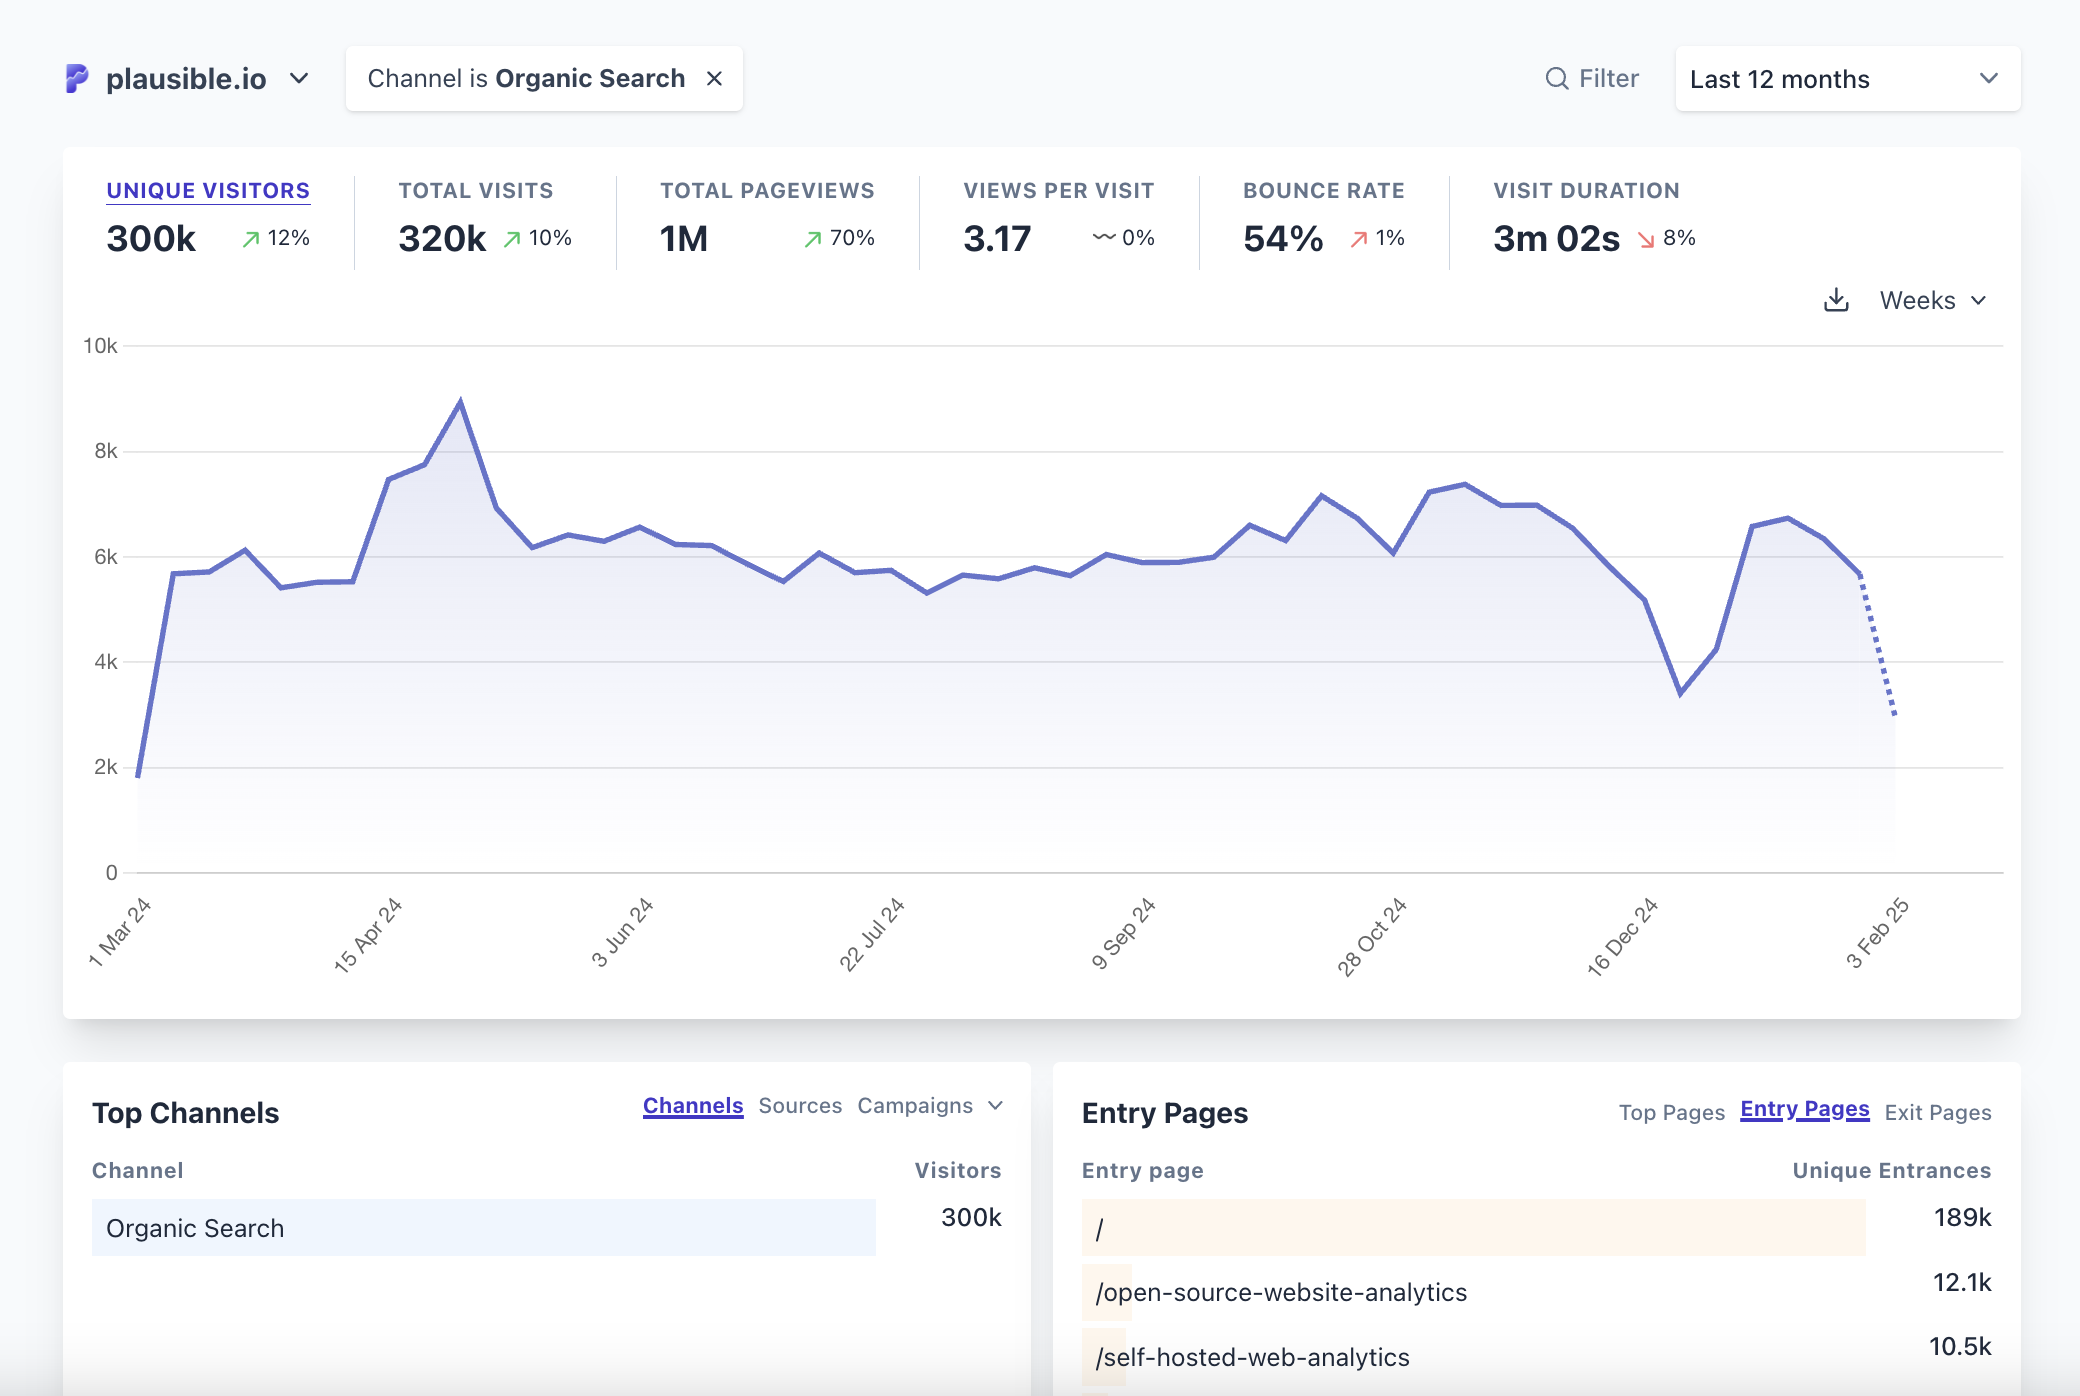 plausible.io
Channel is Organic Search
Filter
Last 12 months
UNIQUE VISITORS
300k 12%
TOTAL VISITS
320k 10%
TOTAL PAGEVIEWS
1M 70%
VIEWS PER VISIT
3.17 0%
BOUNCE RATE
54% 1%
VISIT DURATION
3m 02s 8%
Weeks
10k
8k
6k
4k
2k
0
1 Mar 24
15 Apr 24
3 Jun 24
22 Jul 24
9 Sep 24
28 Oct 24
16 Dec 24
3 Feb 25
Top Channels
Channels Sources Campaigns
Channel Visitors
Organic Search 300k
Entry Pages
Top Pages Entry Pages Exit Pages
Entry page Unique Entrances
/ 189k
/open-source-website-analytics 12.1k
/self-hosted-web-analytics 10.5k